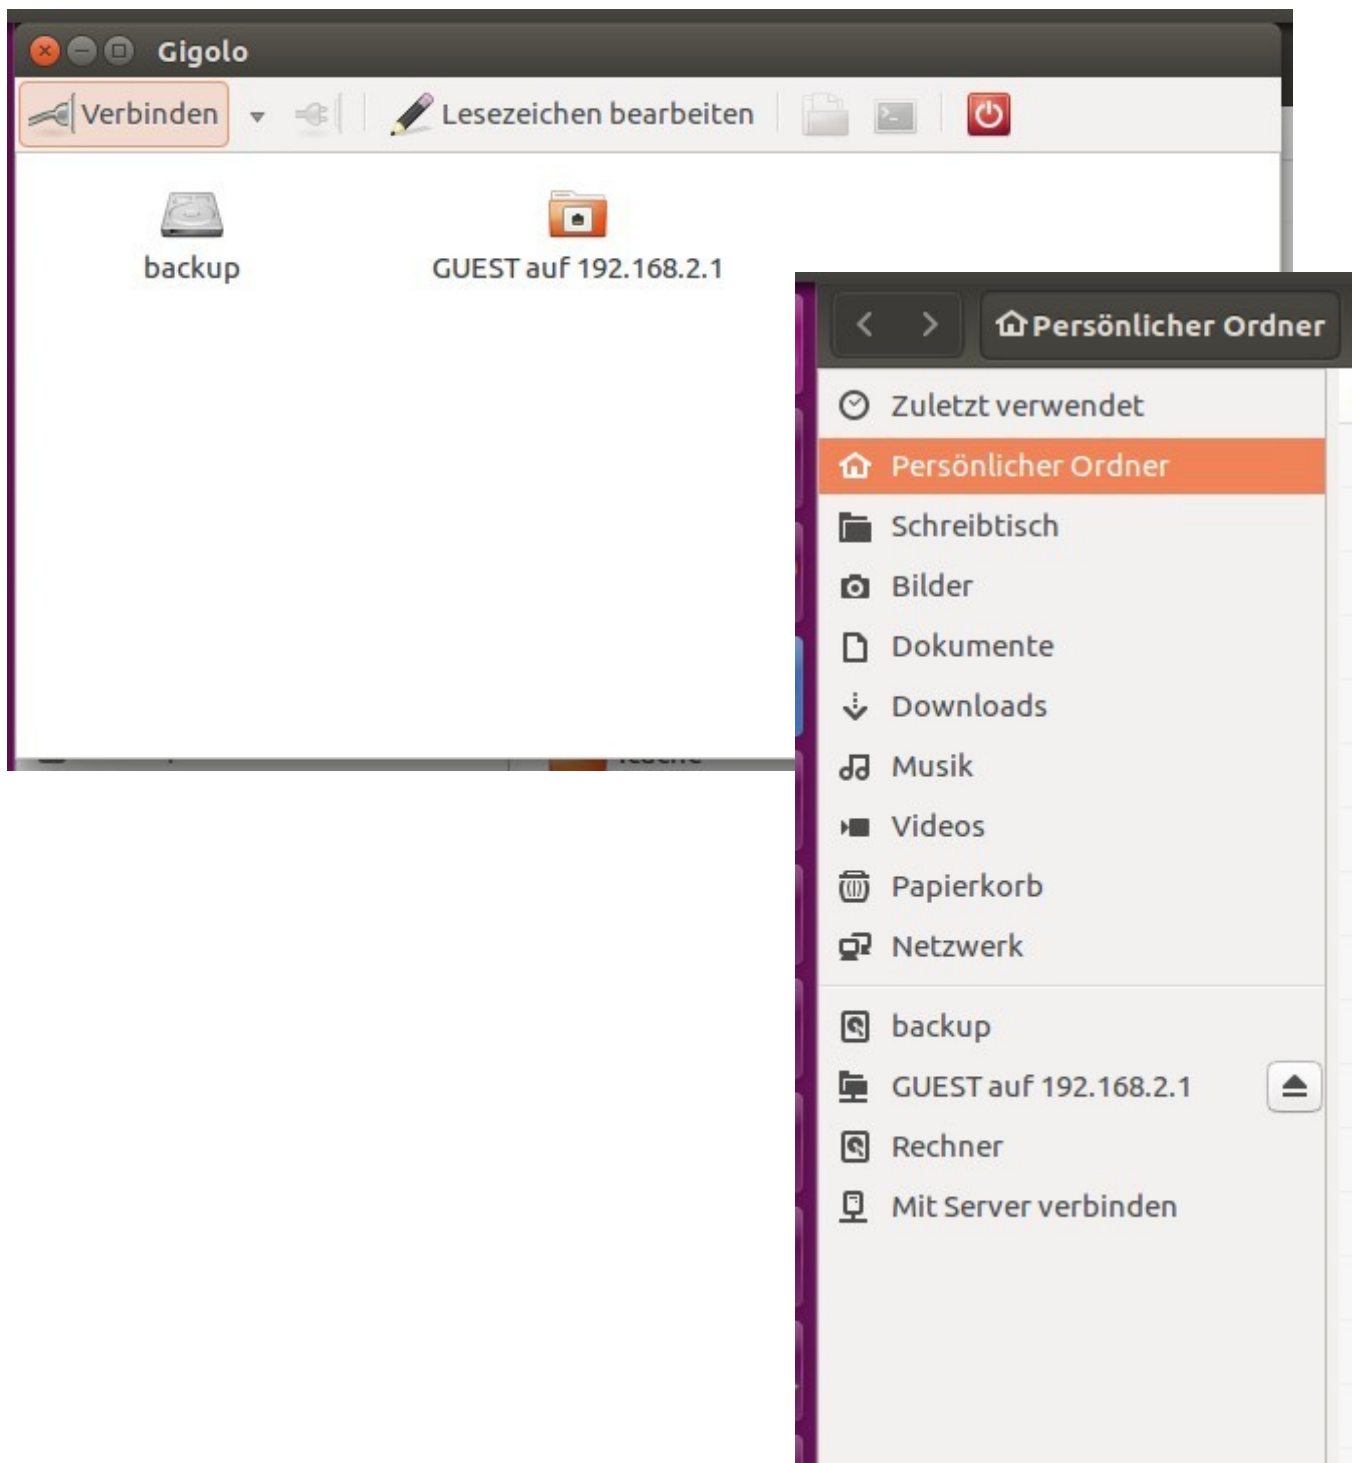 Gigolo
Verbinden Lesezeichen bearbeiten
backup GUEST auf 192.168.2.1
Persönlicher Ordner
Zuletzt verwendet
Persönlicher Ordner
Schreibtisch
Bilder
Dokumente
Downloads
Musik
Videos
Papierkorb
Netzwerk
backup
GUEST auf 192.168.2.1
Rechner
Mit Server verbinden